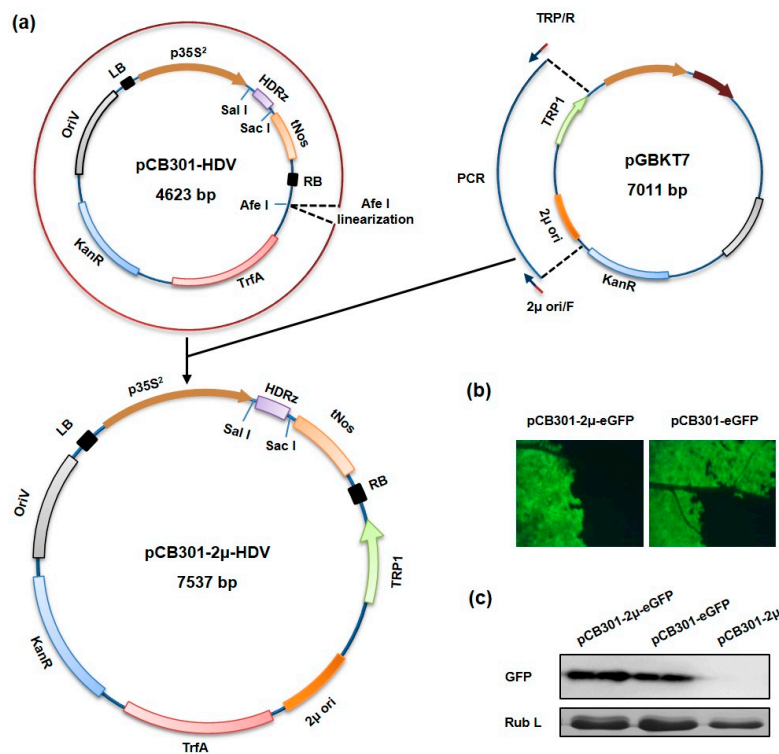 (a)
p35S²
LB
HDRz
Sal I
Sac I
tNos
OriV
pCB301-HDV
4623 bp
RB
Afe I
Afe I
linearization
KanR
TrfA
TRP/R
TRP1
pGBKT7
7011 bp
PCR
2μ ori
KanR
2μ ori/F
p35S²
LB
HDRz
Sal I
Sac I
tNos
OriV
RB
pCB301-2μ-HDV
7537 bp
TRP1
KanR
2μ ori
TrfA
(b)
pCB301-2μ-eGFP
pCB301-eGFP
(c)
pCB301-2μ-eGFP
pCB301-eGFP
pCB301-2μ
GFP
Rub L